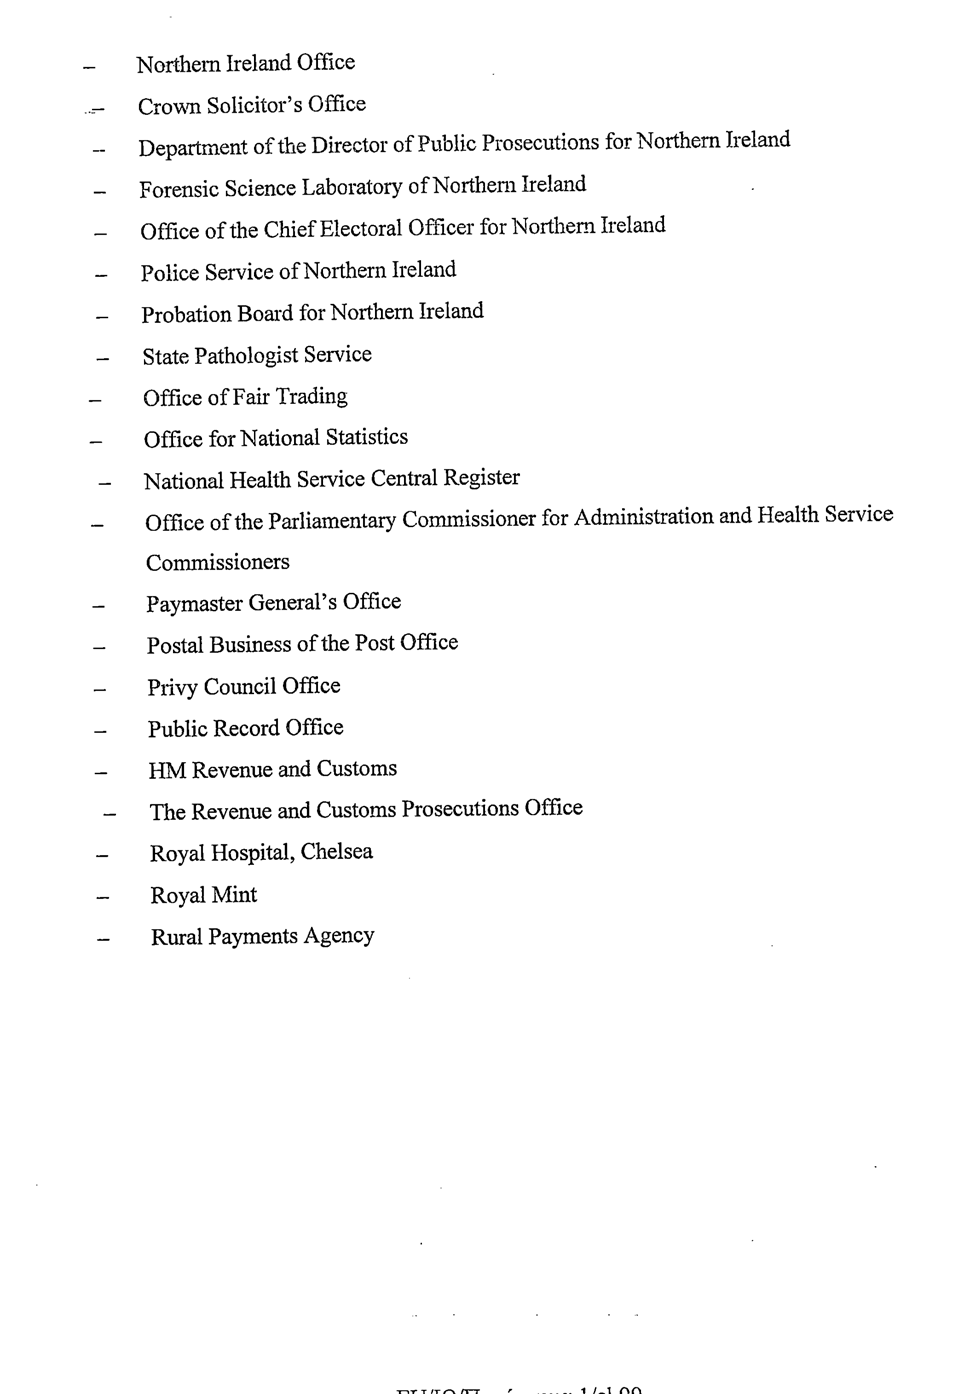 – Northern Ireland Office
– Crown Solicitor's Office
– Department of the Director of Public Prosecutions for Northern Ireland
– Forensic Science Laboratory of Northern Ireland
– Office of the Chief Electoral Officer for Northern Ireland
– Police Service of Northern Ireland
– Probation Board for Northern Ireland
– State Pathologist Service
– Office of Fair Trading
– Office for National Statistics
– National Health Service Central Register
– Office of the Parliamentary Commissioner for Administration and Health Service
Commissioners
– Paymaster General's Office
– Postal Business of the Post Office
– Privy Council Office
– Public Record Office
– HM Revenue and Customs
– The Revenue and Customs Prosecutions Office
– Royal Hospital, Chelsea
– Royal Mint
– Rural Payments Agency